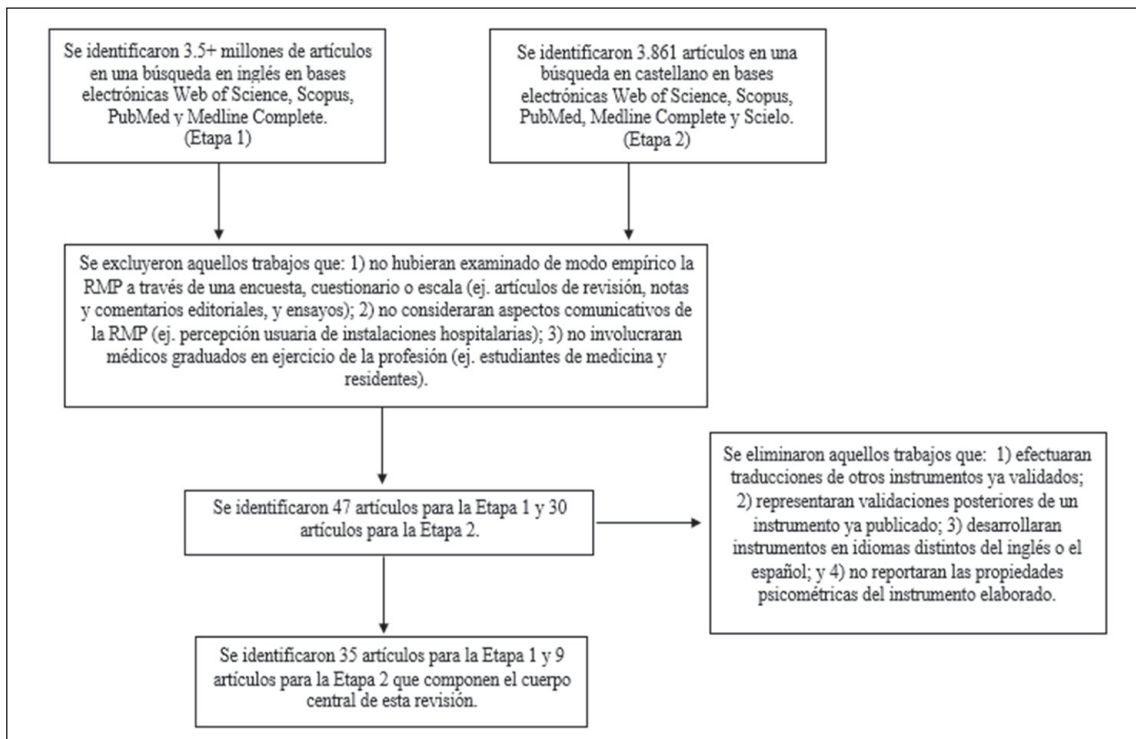 Se identificaron 3.5+ millones de artículos
en una búsqueda en inglés en bases
electrónicas Web of Science, Scopus,
PubMed y Medline Complete.
(Etapa 1)
Se identificaron 3.861 artículos en una
búsqueda en castellano en bases
electrónicas Web of Science, Scopus,
PubMed, Medline Complete y Scielo.
(Etapa 2)
Se excluyeron aquellos trabajos que: 1) no hubieran examinado de modo empírico la
RMP a través de una encuesta, cuestionario o escala (ej. artículos de revisión, notas
y comentarios editoriales, y ensayos); 2) no consideraran aspectos comunicativos de
la RMP (ej. percepción usuaria de instalaciones hospitalarias); 3) no involucraran
médicos graduados en ejercicio de la profesión (ej. estudiantes de medicina y
residentes).
Se identificaron 47 artículos para la Etapa 1 y 30
artículos para la Etapa 2.
Se eliminaron aquellos trabajos que: 1) efectuaran
traducciones de otros instrumentos ya validados;
2) representaran validaciones posteriores de un
instrumento ya publicado; 3) desarrollaran
instrumentos en idiomas distintos del inglés o el
español; y 4) no reportaran las propiedades
psicométricas del instrumento elaborado.
Se identificaron 35 artículos para la Etapa 1 y 9
artículos para la Etapa 2 que componen el cuerpo
central de esta revisión.